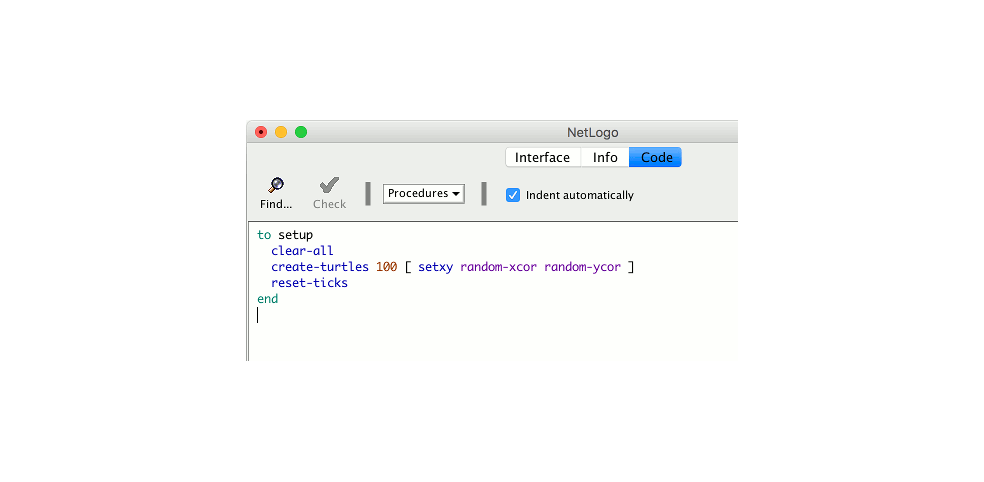 NetLogo
Interface Info Code
Find... Check Procedures Indent automatically
to setup
  clear-all
  create-turtles 100 [ setxy random-xcor random-ycor ]
  reset-ticks
end